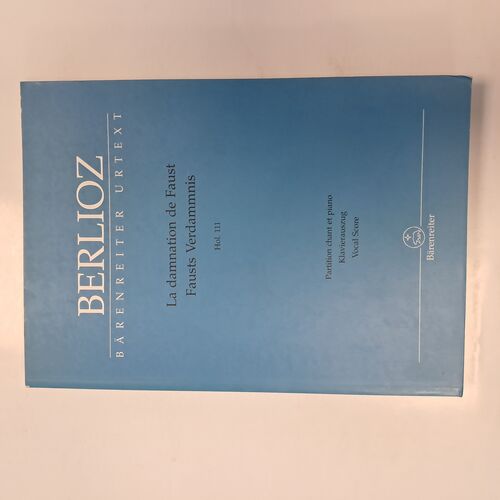 BERLIOZ
BÄRENREITER URTEXT
La damnation de Faust
Fausts Verdammnis
Hol. 111
Partition chant et piano
Klavierauszug
Vocal Score
Bärenreiter